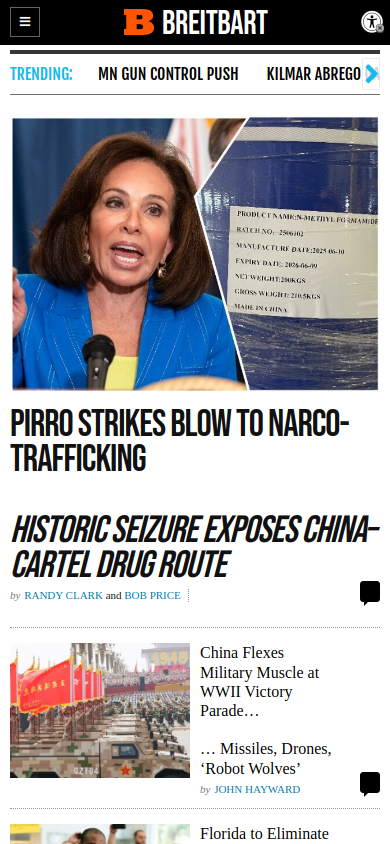 BREITBART
TRENDING:
MN GUN CONTROL PUSH
KILMAR ABREGO
PRODUCT NAME:N-METHYL FORMAMIDE
BATCH NO: 2506102
MANUFACTURE DATE:2025-06-10
EXPIRY DATE: 2026-06-09
NET WEIGHT:200KGS
GROSS WEIGHT: 210.5KGS
MADE IN CHINA
PIRRO STRIKES BLOW TO NARCO-
TRAFFICKING
HISTORIC SEIZURE EXPOSES CHINA–
CARTEL DRUG ROUTE
by RANDY CLARK and BOB PRICE
1945
QZ104
China Flexes
Military Muscle at
WWII Victory
Parade…
… Missiles, Drones,
‘Robot Wolves’
by JOHN HAYWARD
Florida to Eliminate